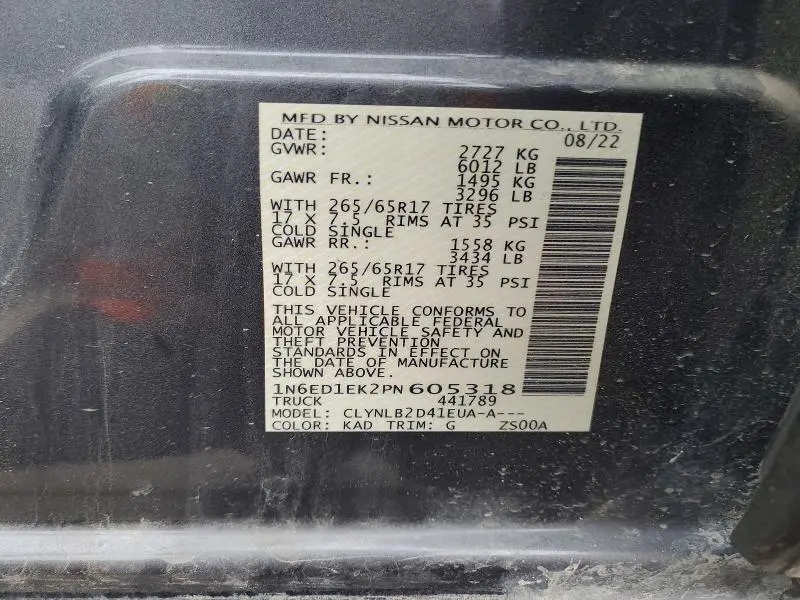 MFD BY NISSAN MOTOR CO., LTD.
DATE: 08/22
GVWR: 2727 KG
6012 LB
GAWR FR.: 1495 KG
3296 LB
WITH 265/65R17 TIRES
17 X 7.5 RIMS AT 35 PSI
COLD SINGLE
GAWR RR.: 1558 KG
3434 LB
WITH 265/65R17 TIRES
17 X 7.5 RIMS AT 35 PSI
COLD SINGLE
THIS VEHICLE CONFORMS TO
ALL APPLICABLE FEDERAL
MOTOR VEHICLE SAFETY AND
THEFT PREVENTION
STANDARDS IN EFFECT ON
THE DATE OF MANUFACTURE
SHOWN ABOVE.
1N6ED1EK2PN605318
TRUCK 441789
MODEL: CLYNLB2D41EUA-A---
COLOR: KAD TRIM: G ZS00A